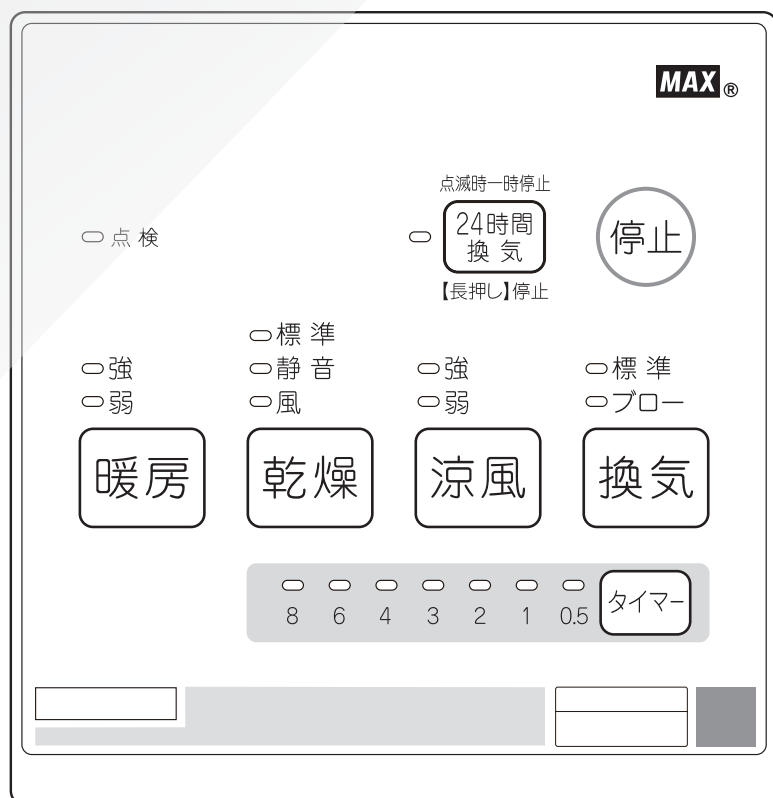 MAX®
点滅時一時停止
点検
24時間
換気
停止
【長押し】停止
標準
強
静音
強
標準
弱
風
弱
ブロー
暖房
乾燥
涼風
換気
8 6 4 3 2 1 0.5
タイマー